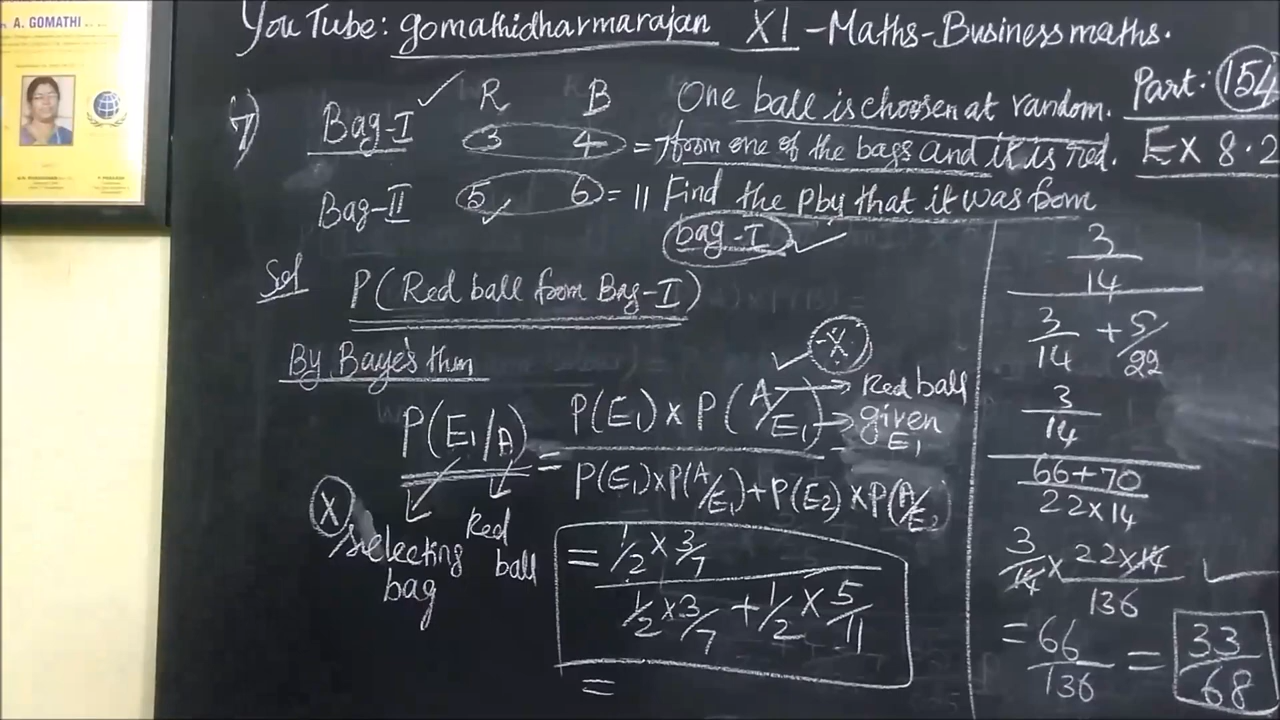 A. GOMATHI
YouTube: gomathidharmarajan XI - Maths - Business maths.
Part: 154
Ex 8.2
7) R B
Bag-I 3 4 = 7
Bag-II 5 6 = 11
One ball is choosen at random.
from one of the bags and it is red.
Find the pby that it was from
bag-I
Sol P(Red ball from Bag-I)
By Baye's thm
P(E1/A) = P(E1) x P(A/E1)
P(E1) x P(A/E1) + P(E2) x P(A/E2)
-X
Red ball
given
E1
X
selecting
bag
Red
ball
= 1/2 x 3/7
1/2 x 3/7 + 1/2 x 5/11
=
3/14
3/14 + 5/22
3/14
66+70
22x14
3/14 x 22x14/136
= 66/136 = 33/68